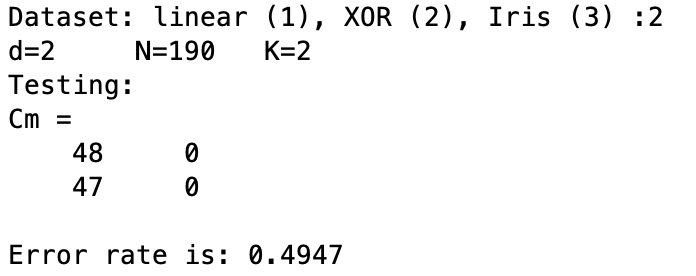 Dataset: linear (1), XOR (2), Iris (3) :2
d=2     N=190   K=2
Testing:
Cm =
    48     0
    47     0
Error rate is: 0.4947